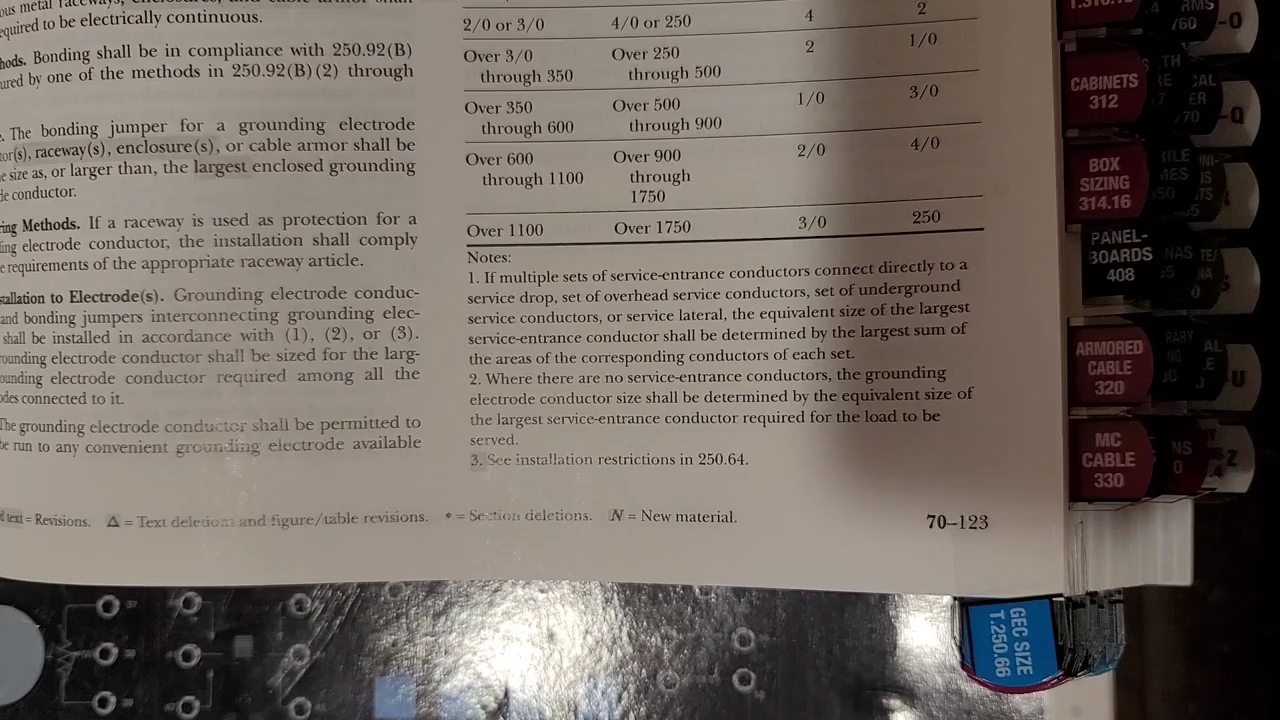 equired to be electrically continuous.
hods. Bonding shall be in compliance with 250.92(B)
ured by one of the methods in 250.92(B)(2) through
. The bonding jumper for a grounding electrode
tor(s), raceway(s), enclosure(s), or cable armor shall be
e size as, or larger than, the largest enclosed grounding
de conductor.
ring Methods. If a raceway is used as protection for a
ing electrode conductor, the installation shall comply
e requirements of the appropriate raceway article.
stallation to Electrode(s). Grounding electrode conduc-
and bonding jumpers interconnecting grounding elec-
shall be installed in accordance with (1), (2), or (3).
rounding electrode conductor shall be sized for the larg-
ounding electrode conductor required among all the
odes connected to it.
The grounding electrode conductor shall be permitted to
be run to any convenient grounding electrode available
2/0 or 3/0 4/0 or 250 4 2
Over 3/0 Over 250 2 1/0
through 350 through 500
Over 350 Over 500 1/0 3/0
through 600 through 900
Over 600 Over 900 2/0 4/0
through 1100 through
1750
Over 1100 Over 1750 3/0 250
Notes:
1. If multiple sets of service-entrance conductors connect directly to a
service drop, set of overhead service conductors, set of underground
service conductors, or service lateral, the equivalent size of the largest
service-entrance conductor shall be determined by the largest sum of
the areas of the corresponding conductors of each set.
2. Where there are no service-entrance conductors, the grounding
electrode conductor size shall be determined by the equivalent size of
the largest service-entrance conductor required for the load to be
served.
3. See installation restrictions in 250.64.
d text = Revisions. Δ = Text deletions and figure/table revisions. • = Section deletions. N = New material.
70–123
CABINETS
312
BOX
SIZING
314.16
PANEL-
BOARDS
408
ARMORED
CABLE
320
MC
CABLE
330
GEC SIZE
T.250.66